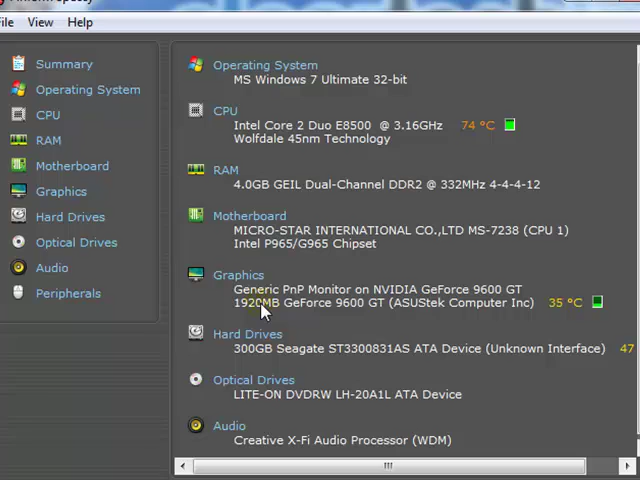 File View Help
Summary
Operating System
CPU
RAM
Motherboard
Graphics
Hard Drives
Optical Drives
Audio
Peripherals
Operating System
MS Windows 7 Ultimate 32-bit
CPU
Intel Core 2 Duo E8500 @ 3.16GHz 74 °C
Wolfdale 45nm Technology
RAM
4.0GB GEIL Dual-Channel DDR2 @ 332MHz 4-4-4-12
Motherboard
MICRO-STAR INTERNATIONAL CO.,LTD MS-7238 (CPU 1)
Intel P965/G965 Chipset
Graphics
Generic PnP Monitor on NVIDIA GeForce 9600 GT
1920MB GeForce 9600 GT (ASUStek Computer Inc) 35 °C
Hard Drives
300GB Seagate ST3300831AS ATA Device (Unknown Interface) 47
Optical Drives
LITE-ON DVDRW LH-20A1L ATA Device
Audio
Creative X-Fi Audio Processor (WDM)